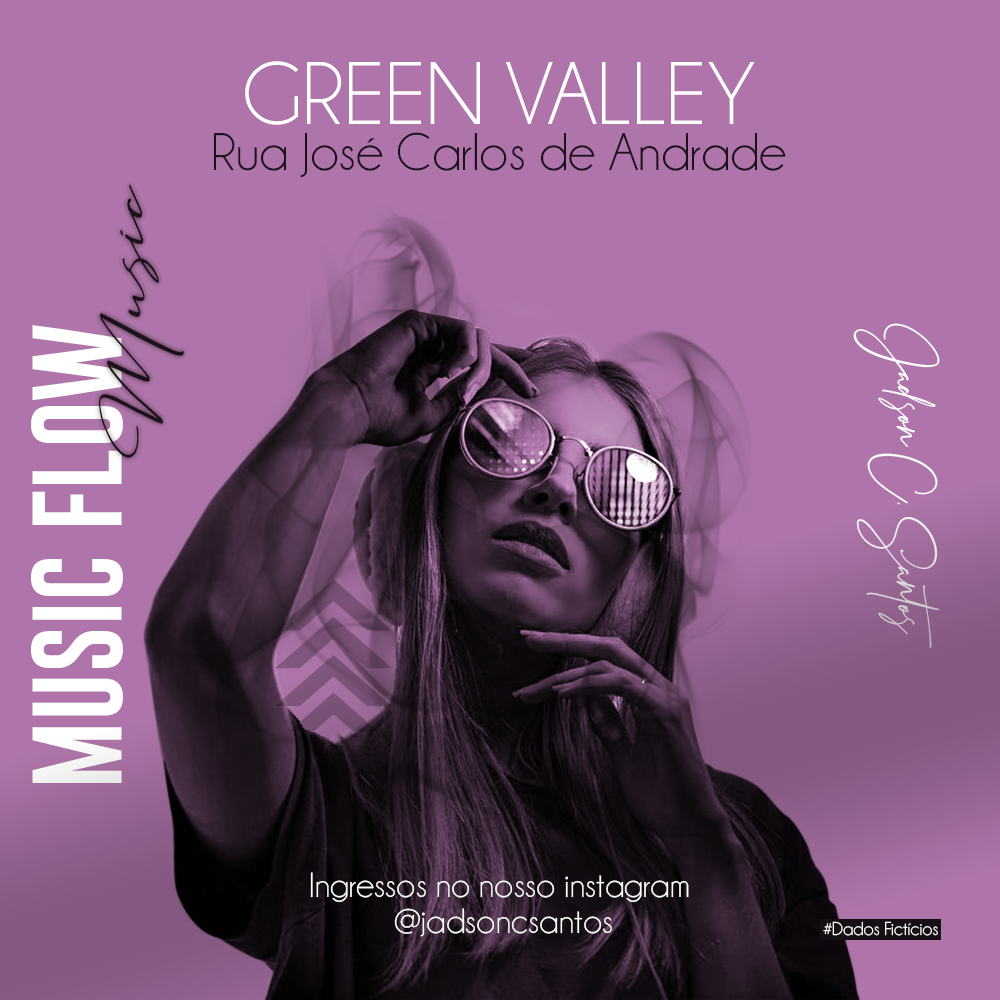 GREEN VALLEY
Rua José Carlos de Andrade
MUSIC FLOW
Music
Jadson C. Santos
Ingressos no nosso instagram
@jadsoncsantos
#Dados Fictícios